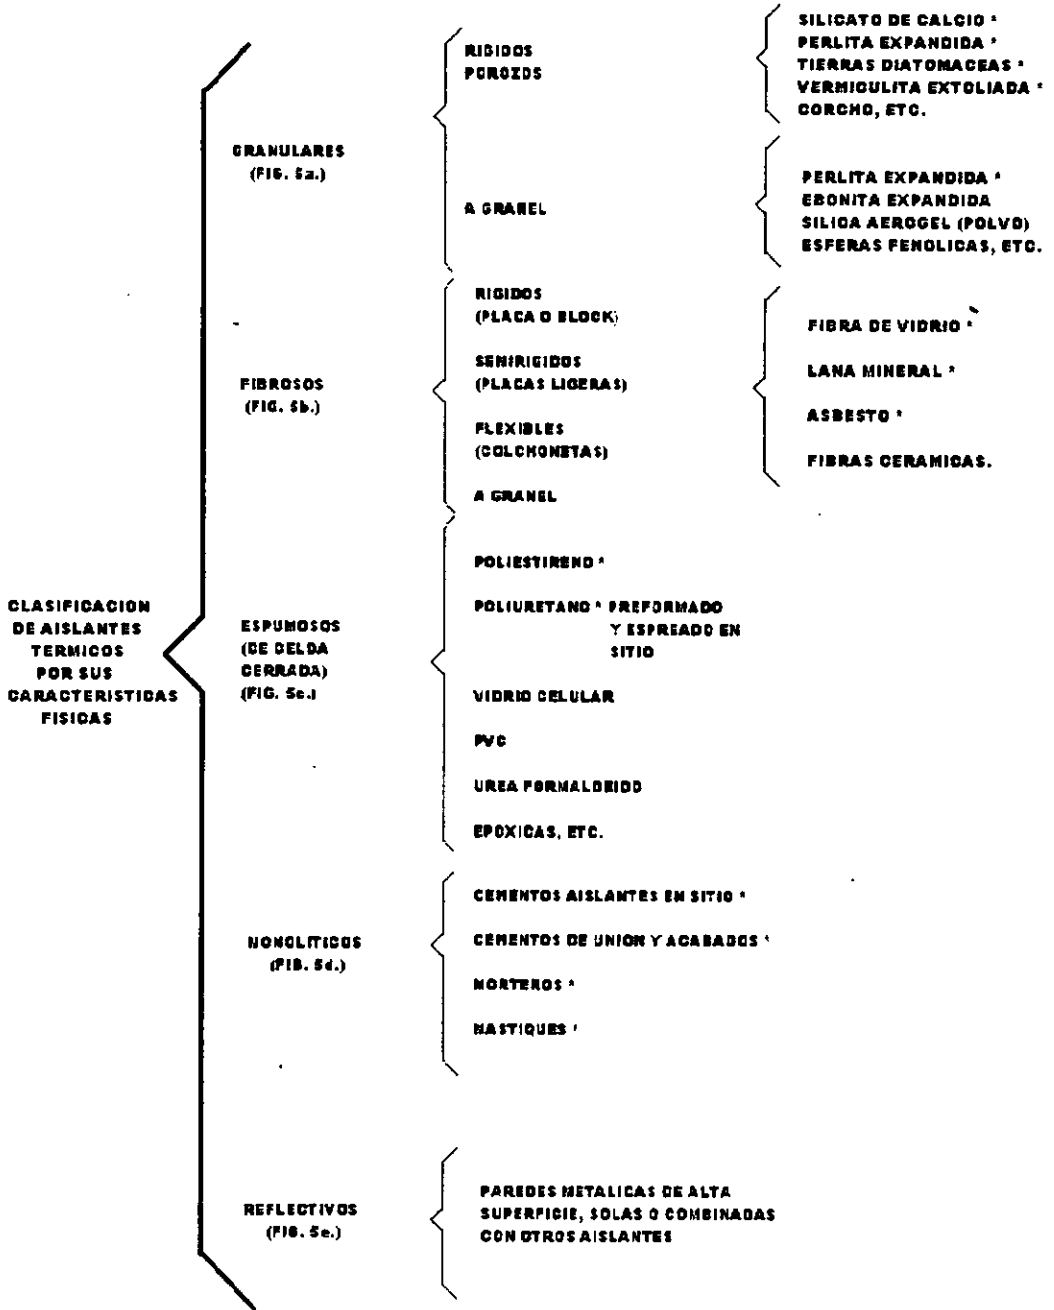 CLASIFICACION
DE AISLANTES
TERMICOS
POR SUS
CARACTERISTICAS
FISICAS
GRANULARES
(FIG. 5a.)
RIGIDOS
POROZOS
SILICATO DE CALCIO *
PERLITA EXPANDIDA *
TIERRAS DIATOMACEAS *
VERMICULITA EXTOLIADA *
CORCHO, ETC.
A GRANEL
PERLITA EXPANDIDA *
EBONITA EXPANDIDA
SILICA AEROGEL (POLVO)
ESFERAS FENOLICAS, ETC.
FIBROSOS
(FIG. 5b.)
RIGIDOS
(PLACA O BLOCK)
SEMIRIGIDOS
(PLACAS LIGERAS)
FLEXIBLES
(COLCHONETAS)
A GRANEL
FIBRA DE VIDRIO *
LANA MINERAL *
ASBESTO *
FIBRAS CERAMICAS.
ESPUMOSOS
(DE CELDA
CERRADA)
(FIG. 5c.)
POLIESTIRENO *
POLIURETANO * PREFORMADO
Y ESPREADO EN
SITIO
VIDRIO CELULAR
PVC
UREA FORMALDEIDO
EPOXICAS, ETC.
MONOLITICOS
(FIG. 5d.)
CEMENTOS AISLANTES EN SITIO *
CEMENTOS DE UNION Y ACABADOS *
MORTEROS *
MASTIQUES *
REFLECTIVOS
(FIG. 5e.)
PAREDES METALICAS DE ALTA
SUPERFICIE, SOLAS O COMBINADAS
CON OTROS AISLANTES